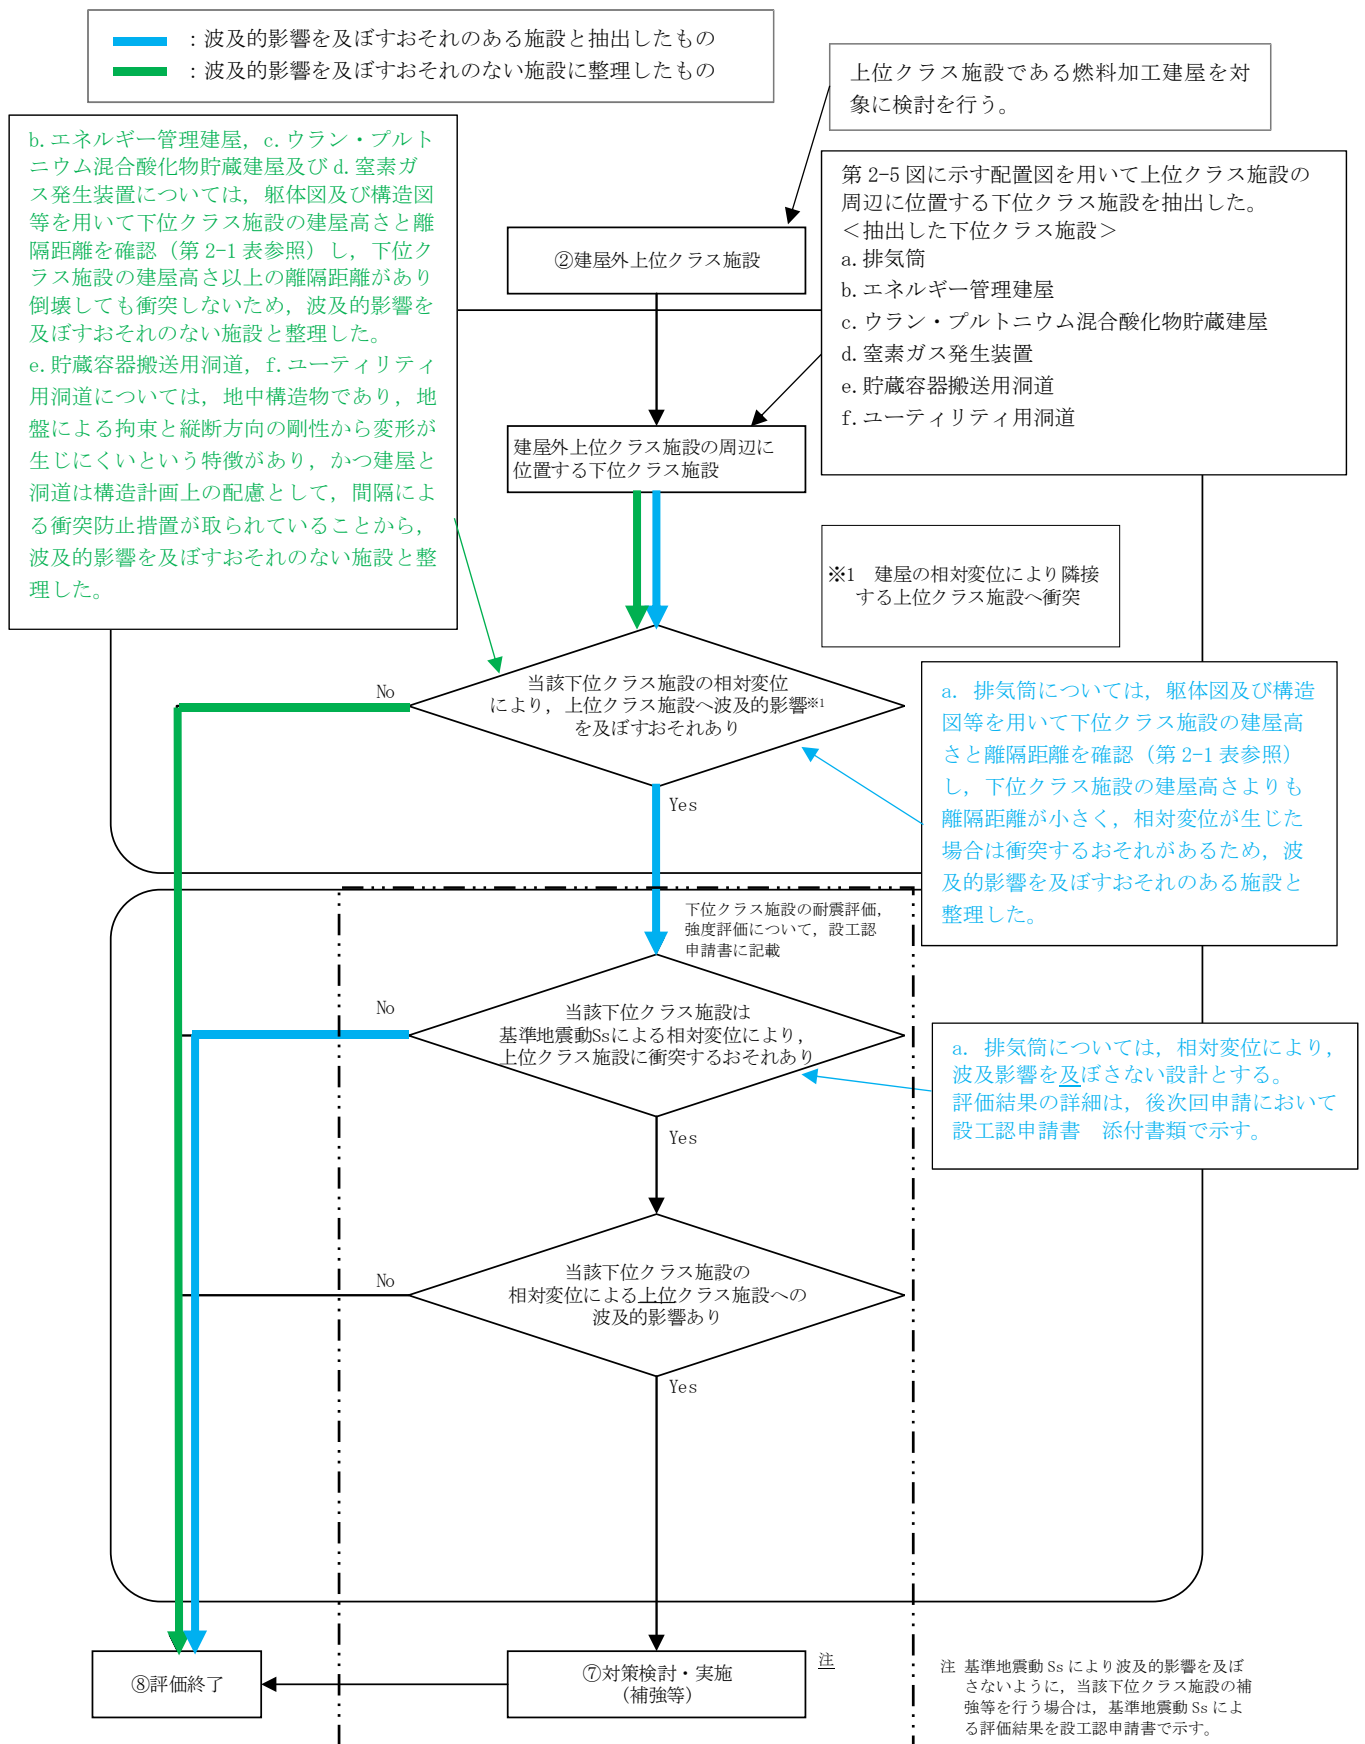 ：波及的影響を及ぼすおそれのある施設と抽出したもの
：波及的影響を及ぼすおそれのない施設に整理したもの
上位クラス施設である燃料加工建屋を対
象に検討を行う。
b.エネルギー管理建屋，c.ウラン・プルト
ニウム混合酸化物貯蔵建屋及び d.窒素ガ
ス発生装置については，躯体図及び構造図
等を用いて下位クラス施設の建屋高さと離
隔距離を確認（第 2-1 表参照）し，下位ク
ラス施設の建屋高さ以上の離隔距離があり
倒壊しても衝突しないため，波及的影響を
及ぼすおそれのない施設と整理した。
e.貯蔵容器搬送用洞道，f.ユーティリティ
用洞道については，地中構造物であり，地
盤による拘束と縦断方向の剛性から変形が
生じにくいという特徴があり，かつ建屋と
洞道は構造計画上の配慮として，間隔によ
る衝突防止措置が取られていることから，
波及的影響を及ぼすおそれのない施設と整
理した。
第 2-5 図に示す配置図を用いて上位クラス施設の
周辺に位置する下位クラス施設を抽出した。
＜抽出した下位クラス施設＞
a.排気筒
b.エネルギー管理建屋
c.ウラン・プルトニウム混合酸化物貯蔵建屋
d.窒素ガス発生装置
e.貯蔵容器搬送用洞道
f.ユーティリティ用洞道
②建屋外上位クラス施設
建屋外上位クラス施設の周辺に
位置する下位クラス施設
※1　建屋の相対変位により隣接
する上位クラス施設へ衝突
当該下位クラス施設の相対変位
により，上位クラス施設へ波及的影響※1
を及ぼすおそれあり
No
Yes
a. 排気筒については，躯体図及び構造
図等を用いて下位クラス施設の建屋高
さと離隔距離を確認（第 2-1 表参照）
し，下位クラス施設の建屋高さよりも
離隔距離が小さく，相対変位が生じた
場合は衝突するおそれがあるため，波
及的影響を及ぼすおそれのある施設と
整理した。
下位クラス施設の耐震評価，
強度評価について，設工認
申請書に記載
No
当該下位クラス施設は
基準地震動Ssによる相対変位により，
上位クラス施設に衝突するおそれあり
Yes
a. 排気筒については，相対変位により，
波及影響を及ぼさない設計とする。
評価結果の詳細は，後次回申請において
設工認申請書　添付書類で示す。
No
当該下位クラス施設の
相対変位による上位クラス施設への
波及的影響あり
Yes
⑧評価終了
⑦対策検討・実施
（補強等）
注
注 基準地震動 Ss により波及的影響を及ぼ
さないように，当該下位クラス施設の補
強等を行う場合は，基準地震動 Ss によ
る評価結果を設工認申請書で示す。